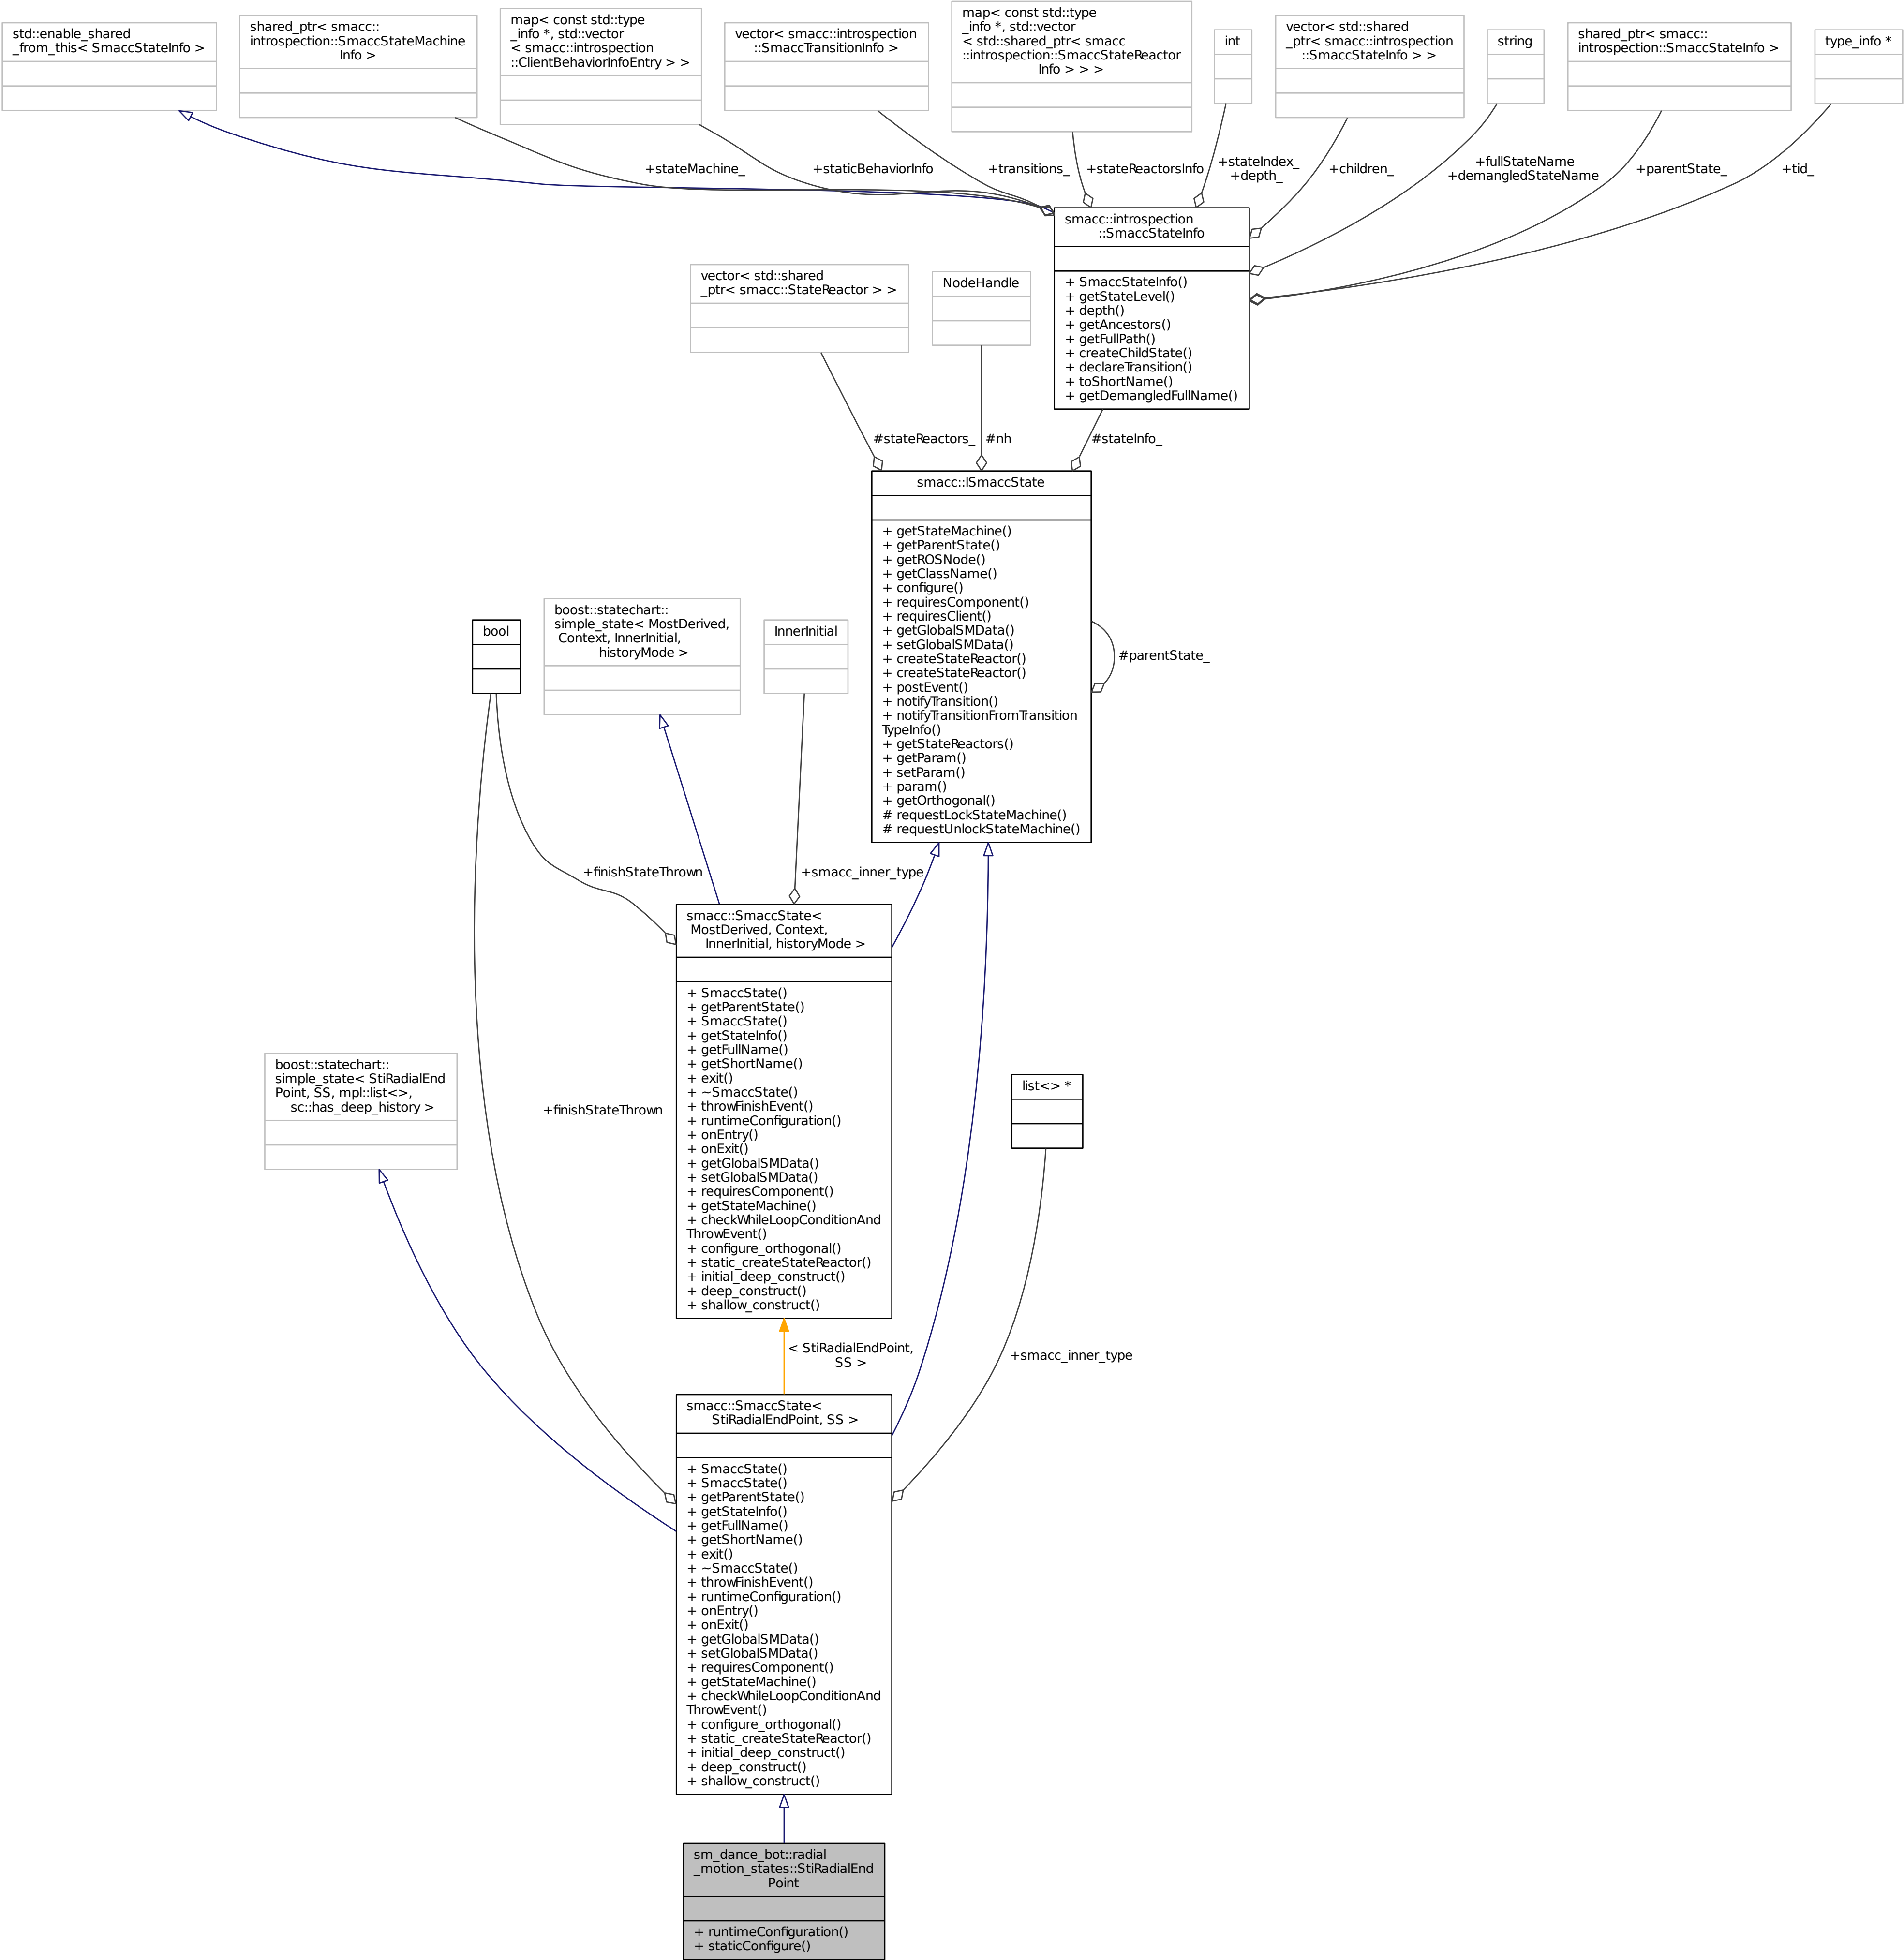 std::enable_shared
_from_this< SmaccStateInfo >
shared_ptr< smacc::
introspection::SmaccStateMachine
Info >
map< const std::type
_info *, std::vector
< smacc::introspection
::ClientBehaviorInfoEntry > >
vector< smacc::introspection
::SmaccTransitionInfo >
map< const std::type
_info *, std::vector
< std::shared_ptr< smacc
::introspection::SmaccStateReactor
Info > > >
int
vector< std::shared
_ptr< smacc::introspection
::SmaccStateInfo > >
string
shared_ptr< smacc::
introspection::SmaccStateInfo >
type_info *
+stateMachine_
+staticBehaviorInfo
+transitions_
+stateReactorsInfo
+stateIndex_
+depth_
+children_
+fullStateName
+demangledStateName
+parentState_
+tid_
smacc::introspection
::SmaccStateInfo
+ SmaccStateInfo()
+ getStateLevel()
+ depth()
+ getAncestors()
+ getFullPath()
+ createChildState()
+ declareTransition()
+ toShortName()
+ getDemangledFullName()
vector< std::shared
_ptr< smacc::StateReactor > >
NodeHandle
#stateReactors_
#nh
#stateInfo_
smacc::ISmaccState
+ getStateMachine()
+ getParentState()
+ getROSNode()
+ getClassName()
+ configure()
+ requiresComponent()
+ requiresClient()
+ getGlobalSMData()
+ setGlobalSMData()
+ createStateReactor()
+ createStateReactor()
+ postEvent()
+ notifyTransition()
+ notifyTransitionFromTransition
TypeInfo()
+ getStateReactors()
+ getParam()
+ setParam()
+ param()
+ getOrthogonal()
# requestLockStateMachine()
# requestUnlockStateMachine()
#parentState_
bool
boost::statechart::
simple_state< MostDerived,
Context, InnerInitial,
historyMode >
InnerInitial
+finishStateThrown
+smacc_inner_type
smacc::SmaccState<
MostDerived, Context,
InnerInitial, historyMode >
+ SmaccState()
+ getParentState()
+ SmaccState()
+ getStateInfo()
+ getFullName()
+ getShortName()
+ exit()
+ ~SmaccState()
+ throwFinishEvent()
+ runtimeConfiguration()
+ onEntry()
+ onExit()
+ getGlobalSMData()
+ setGlobalSMData()
+ requiresComponent()
+ getStateMachine()
+ checkWhileLoopConditionAnd
ThrowEvent()
+ configure_orthogonal()
+ static_createStateReactor()
+ initial_deep_construct()
+ deep_construct()
+ shallow_construct()
boost::statechart::
simple_state< StiRadialEnd
Point, SS, mpl::list<>,
sc::has_deep_history >
+finishStateThrown
list<> *
< StiRadialEndPoint,
SS >
+smacc_inner_type
smacc::SmaccState<
StiRadialEndPoint, SS >
+ SmaccState()
+ SmaccState()
+ getParentState()
+ getStateInfo()
+ getFullName()
+ getShortName()
+ exit()
+ ~SmaccState()
+ throwFinishEvent()
+ runtimeConfiguration()
+ onEntry()
+ onExit()
+ getGlobalSMData()
+ setGlobalSMData()
+ requiresComponent()
+ getStateMachine()
+ checkWhileLoopConditionAnd
ThrowEvent()
+ configure_orthogonal()
+ static_createStateReactor()
+ initial_deep_construct()
+ deep_construct()
+ shallow_construct()
sm_dance_bot::radial
_motion_states::StiRadialEnd
Point
+ runtimeConfiguration()
+ staticConfigure()